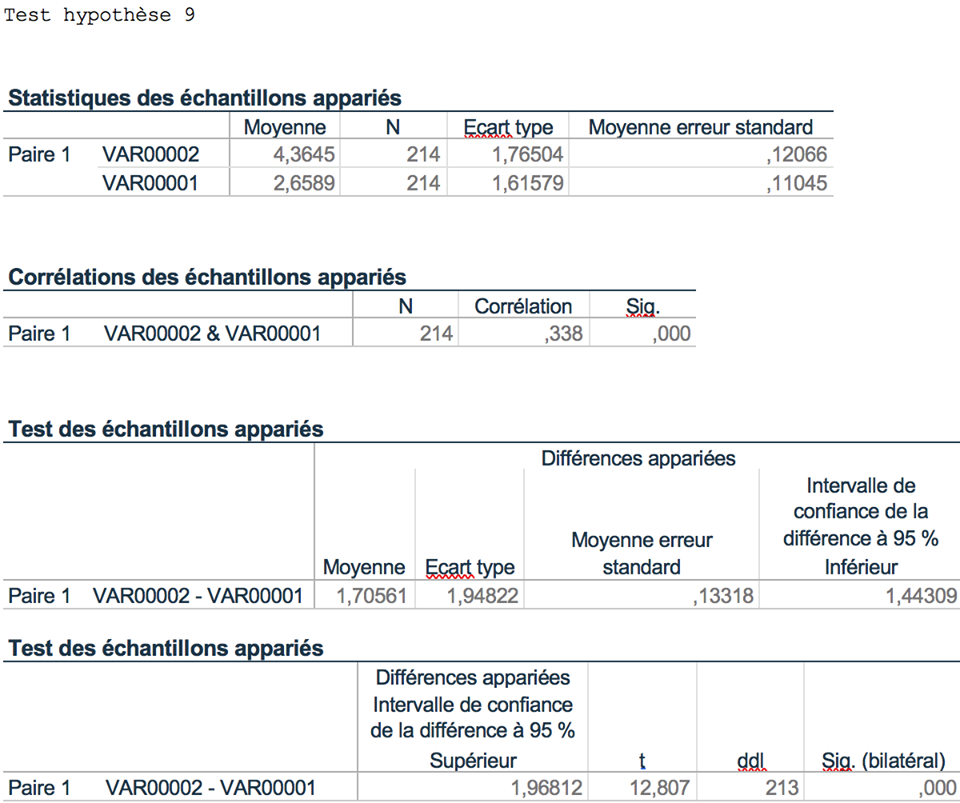 Test hypothèse 9
Statistiques des échantillons appariés
Moyenne N Ecart type Moyenne erreur standard
Paire 1 VAR00002 4,3645 214 1,76504 ,12066
VAR00001 2,6589 214 1,61579 ,11045
Corrélations des échantillons appariés
N Corrélation Sig.
Paire 1 VAR00002 & VAR00001 214 ,338 ,000
Test des échantillons appariés
Différences appariées
Intervalle de
confiance de la
différence à 95 %
Moyenne Ecart type Moyenne erreur
standard Inférieur
Paire 1 VAR00002 - VAR00001 1,70561 1,94822 ,13318 1,44309
Test des échantillons appariés
Différences appariées
Intervalle de confiance
de la différence à 95 %
Supérieur t ddl Sig. (bilatéral)
Paire 1 VAR00002 - VAR00001 1,96812 12,807 213 ,000